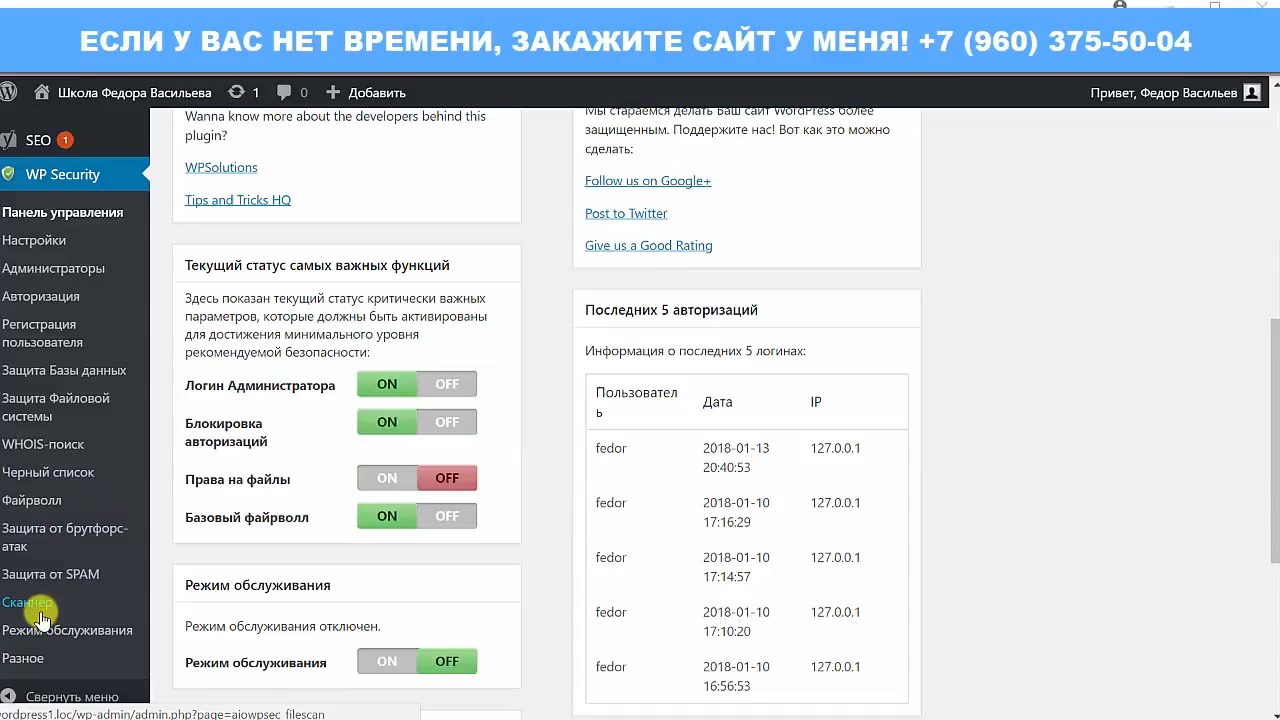 ЕСЛИ У ВАС НЕТ ВРЕМЕНИ, ЗАКАЖИТЕ САЙТ У МЕНЯ! +7 (960) 375-50-04
Школа Федора Васильева
1
0
Добавить
Привет, Федор Васильев
SEO 1
WP Security
Панель управления
Настройки
Администраторы
Авторизация
Регистрация
пользователя
Защита Базы данных
Защита Файловой
системы
WHOIS-поиск
Черный список
Файрволл
Защита от брутфорс-
атак
Защита от SPAM
Сканер
Режим обслуживания
Разное
Свернуть меню
Wanna know more about the developers behind this
plugin?
WPSolutions
Tips and Tricks HQ
Текущий статус самых важных функций
Здесь показан текущий статус критически важных
параметров, которые должны быть активированы
для достижения минимального уровня
рекомендуемой безопасности:
Логин Администратора ON OFF
Блокировка
авторизаций
ON OFF
Права на файлы ON OFF
Базовый файрволл ON OFF
Режим обслуживания
Режим обслуживания отключен.
Режим обслуживания ON OFF
Мы стараемся делать Ваш сайт WordPress более
защищенным. Поддержите нас! Вот как это можно
сделать:
Follow us on Google+
Post to Twitter
Give us a Good Rating
Последних 5 авторизаций
Информация о последних 5 логинах:
Пользовател
ь
Дата
IP
fedor 2018-01-13 127.0.0.1
20:40:53
fedor 2018-01-10 127.0.0.1
17:16:29
fedor 2018-01-10 127.0.0.1
17:14:57
fedor 2018-01-10 127.0.0.1
17:10:20
fedor 2018-01-10 127.0.0.1
16:56:53
ordpress1.loc/wp-admin/admin.php?page=aiowpsec_filescan